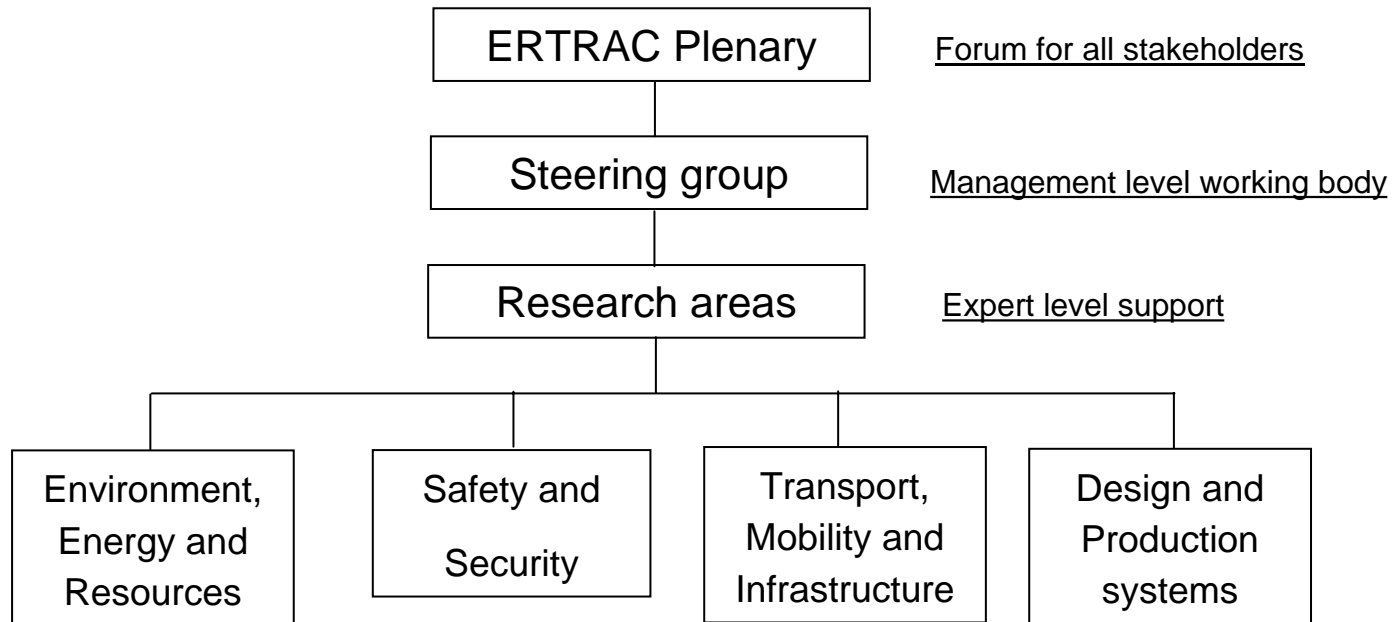 ERTRAC Plenary
Forum for all stakeholders
Steering group
Management level working body
Research areas
Expert level support
Environment,
Energy and
Resources
Safety and
Security
Transport,
Mobility and
Infrastructure
Design and
Production
systems